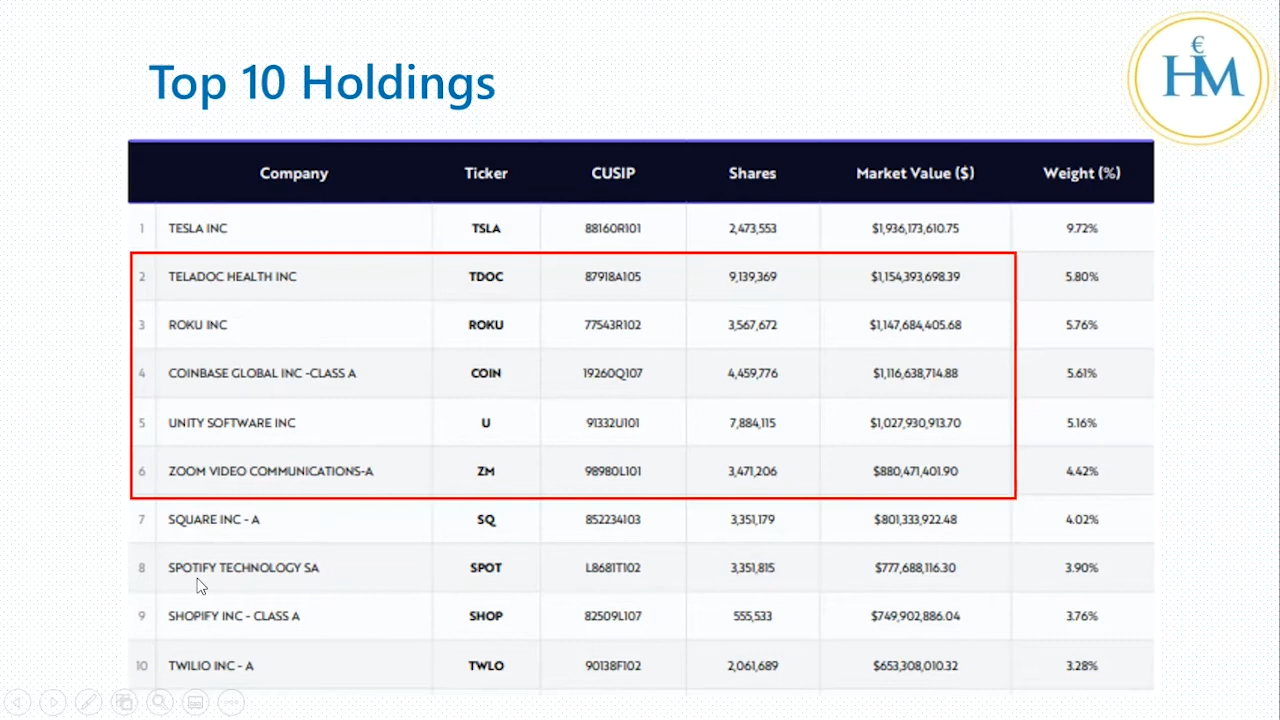 Top 10 Holdings
€
HM
Company Ticker CUSIP Shares Market Value ($) Weight (%)
1 TESLA INC TSLA 88160R101 2,473,553 $1,936,173,610.75 9.72%
2 TELADOC HEALTH INC TDOC 87918A105 9,139,369 $1,154,393,698.39 5.80%
3 ROKU INC ROKU 77543R102 3,567,672 $1,147,684,405.68 5.76%
4 COINBASE GLOBAL INC -CLASS A COIN 19260Q107 4,459,776 $1,116,638,714.88 5.61%
5 UNITY SOFTWARE INC U 91332U101 7,884,115 $1,027,930,913.70 5.16%
6 ZOOM VIDEO COMMUNICATIONS-A ZM 98980L101 3,471,206 $880,471,401.90 4.42%
7 SQUARE INC - A SQ 852234103 3,351,179 $801,333,922.48 4.02%
8 SPOTIFY TECHNOLOGY SA SPOT L8681T102 3,351,815 $777,688,116.30 3.90%
9 SHOPIFY INC - CLASS A SHOP 82509L107 555,533 $749,902,886.04 3.76%
10 TWILIO INC - A TWLO 90138F102 2,061,689 $653,308,010.32 3.28%